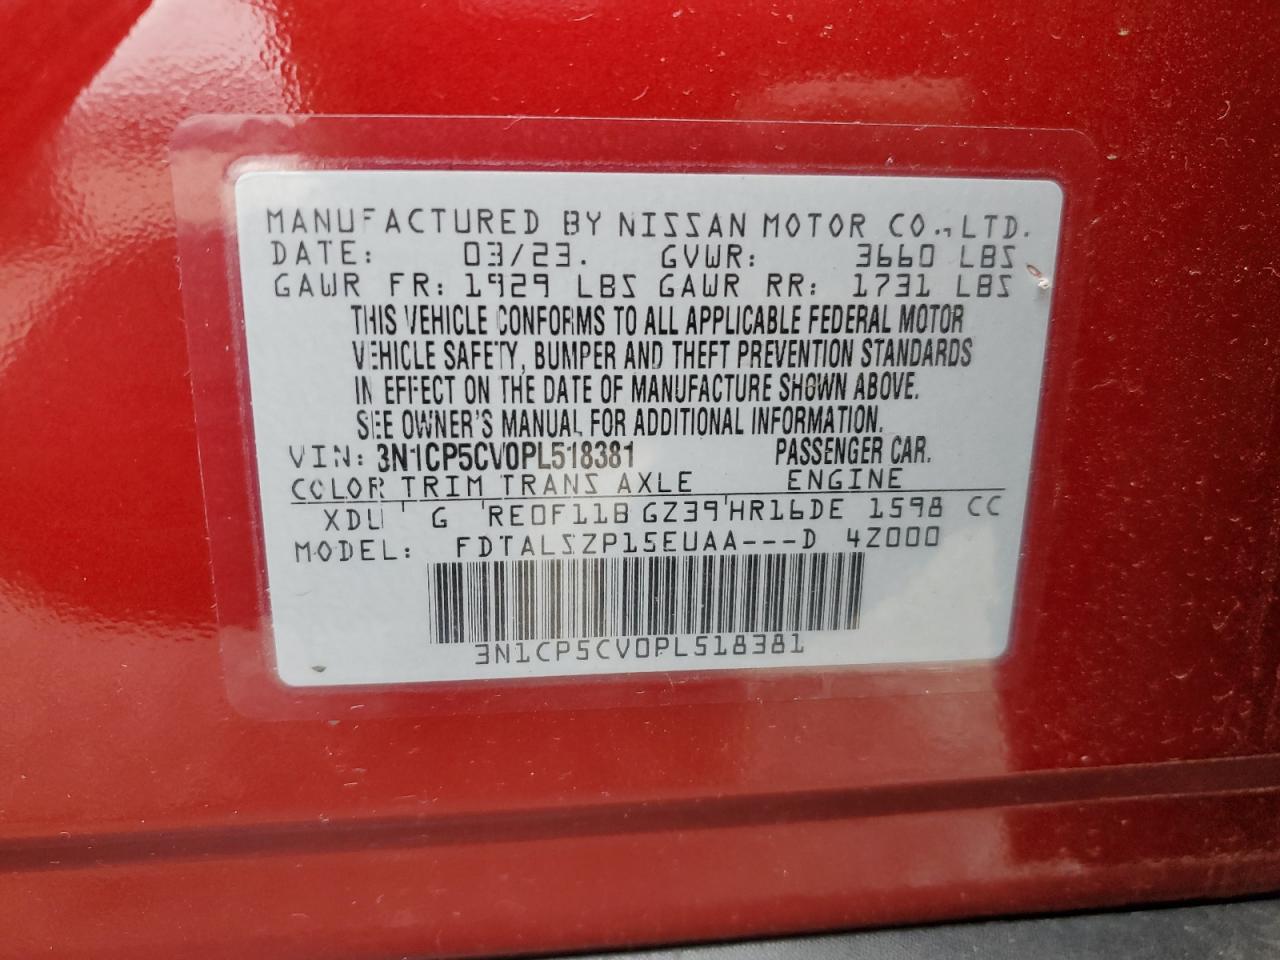 MANUFACTURED BY NISSAN MOTOR CO., LTD.
DATE: 03/23. GVWR: 3660 LBS
GAWR FR: 1929 LBS GAWR RR: 1731 LBS
THIS VEHICLE CONFORMS TO ALL APPLICABLE FEDERAL MOTOR
VEHICLE SAFETY, BUMPER AND THEFT PREVENTION STANDARDS
IN EFFECT ON THE DATE OF MANUFACTURE SHOWN ABOVE.
SEE OWNER'S MANUAL FOR ADDITIONAL INFORMATION.
VIN: 3N1CP5CV0PL518381 PASSENGER CAR.
COLOR TRIM TRANS AXLE ENGINE
XDU G RE0F11B GZ39 HR16DE 1598 CC
MODEL: FDTALSZP15EUAA---D 4Z000
3N1CP5CV0PL518381